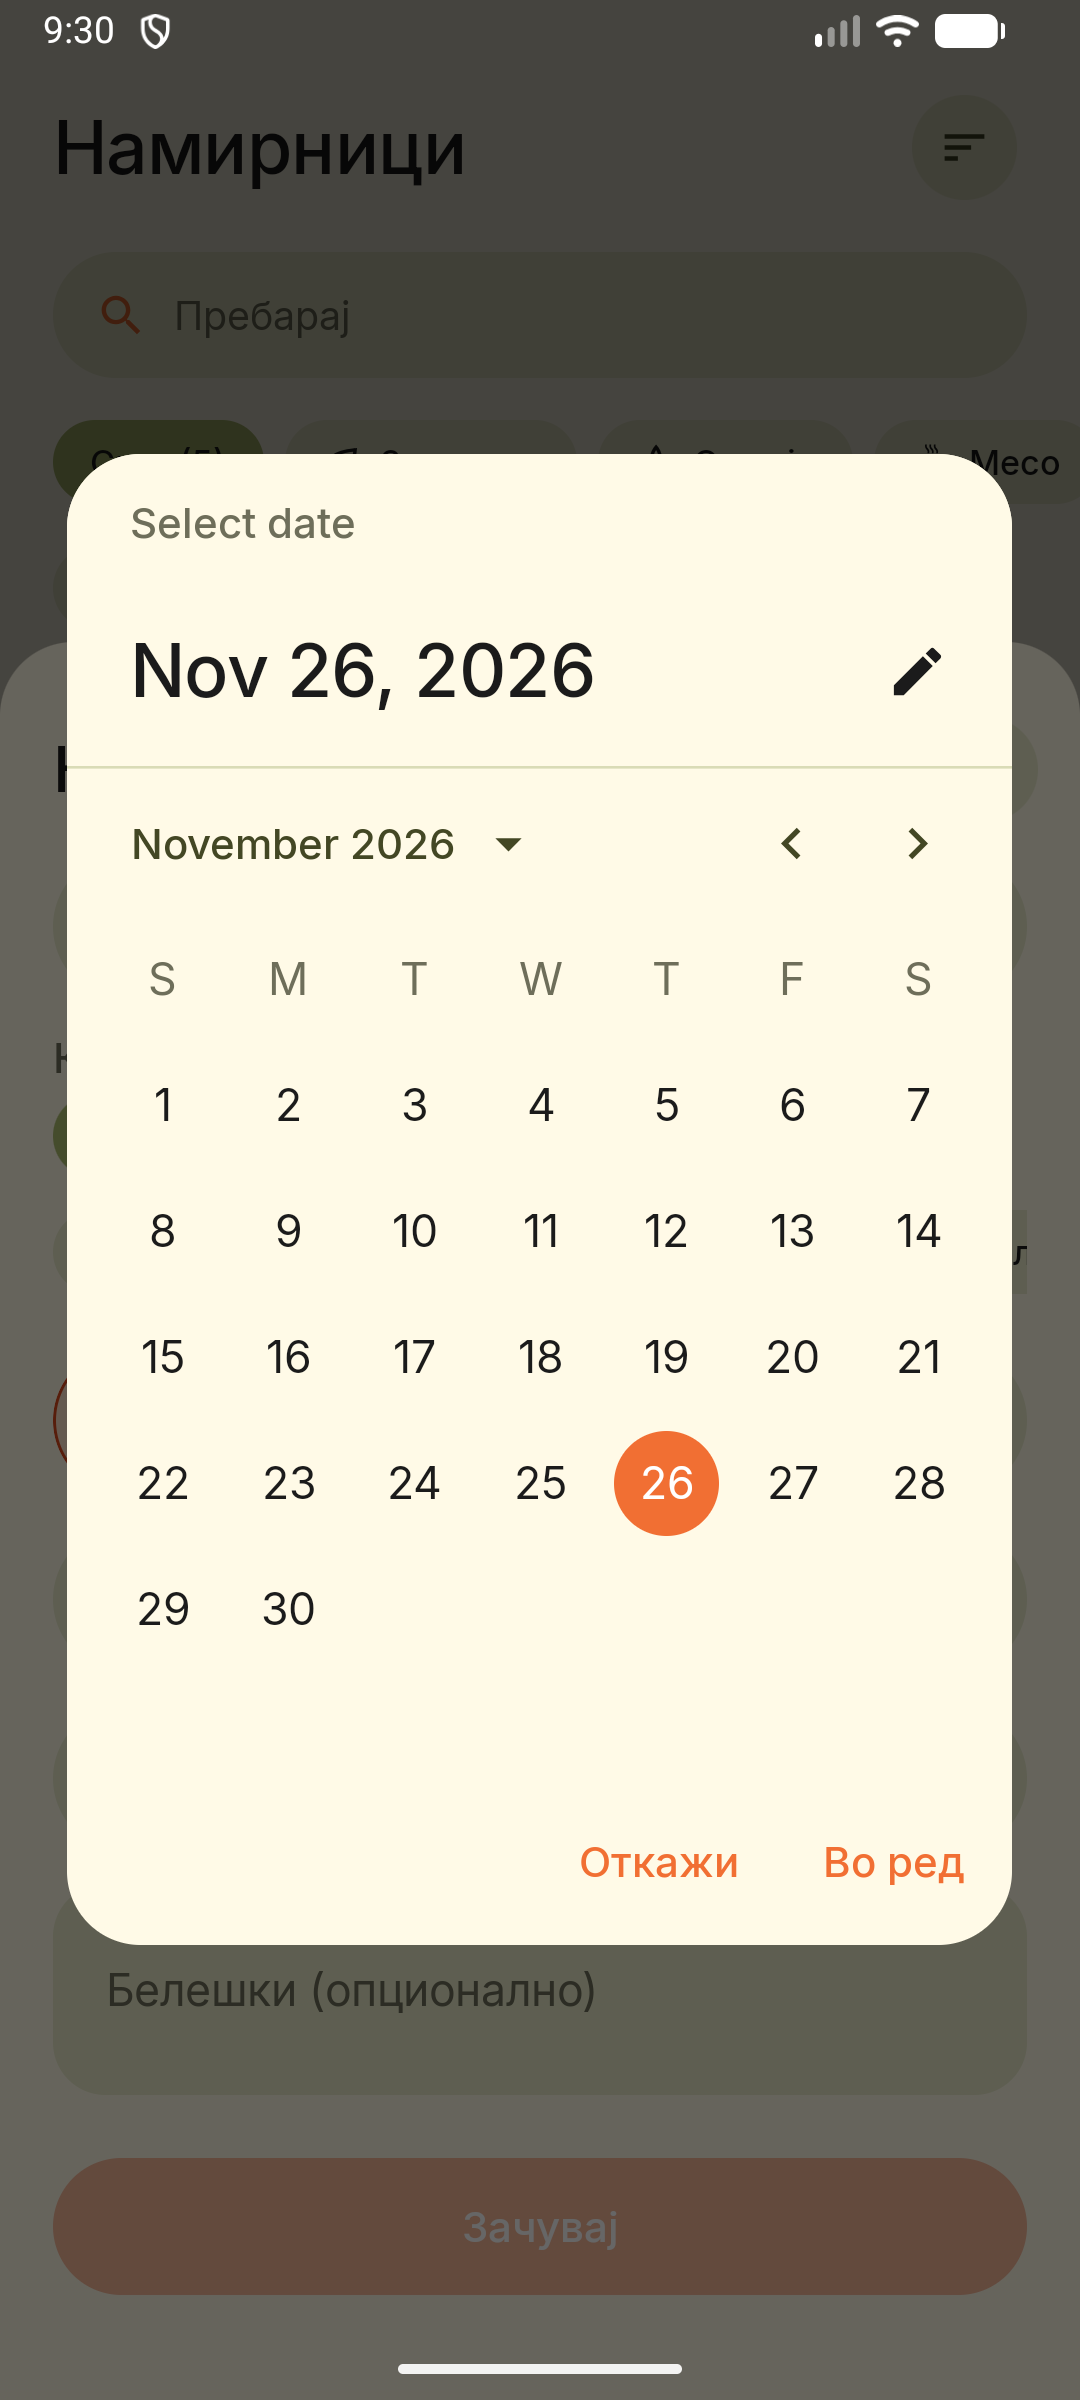 9:30
Намирници
Пребарај
Месо
Select date
Nov 26, 2026
November 2026
S M T W T F S
1 2 3 4 5 6 7
8 9 10 11 12 13 14
15 16 17 18 19 20 21
22 23 24 25 26 27 28
29 30
Откажи Во ред
Белешки (опционално)
Зачувај